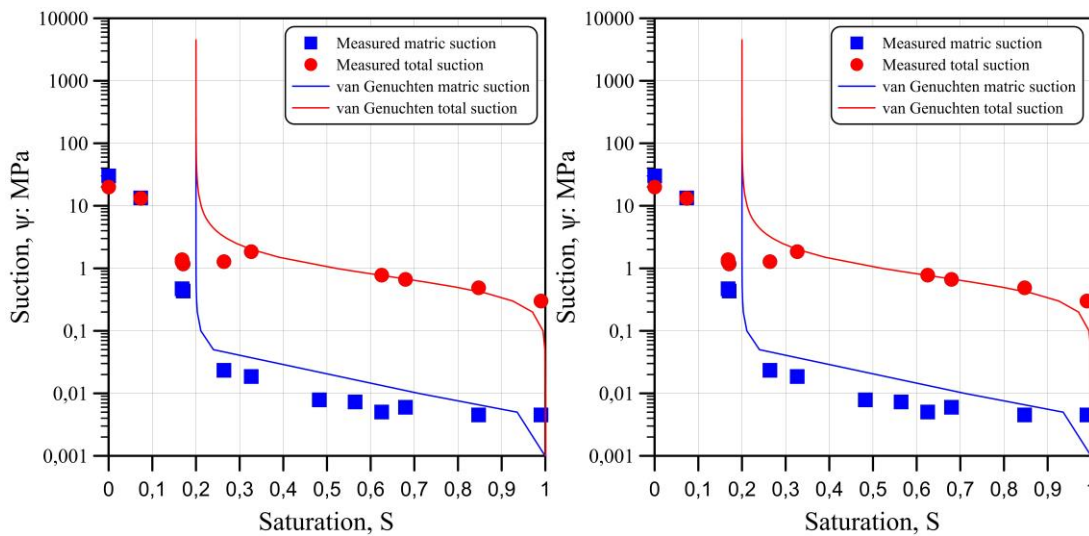 10000
1000
100
10
1
0,1
0,01
0,001
Suction, ψ: MPa
Measured matric suction
Measured total suction
van Genuchten matric suction
van Genuchten total suction
0 0,1 0,2 0,3 0,4 0,5 0,6 0,7 0,8 0,9 1
Saturation, S
10000
1000
100
10
1
0,1
0,01
0,001
Suction, ψ: MPa
Measured matric suction
Measured total suction
van Genuchten matric suction
van Genuchten total suction
0 0,1 0,2 0,3 0,4 0,5 0,6 0,7 0,8 0,9 1
Saturation, S